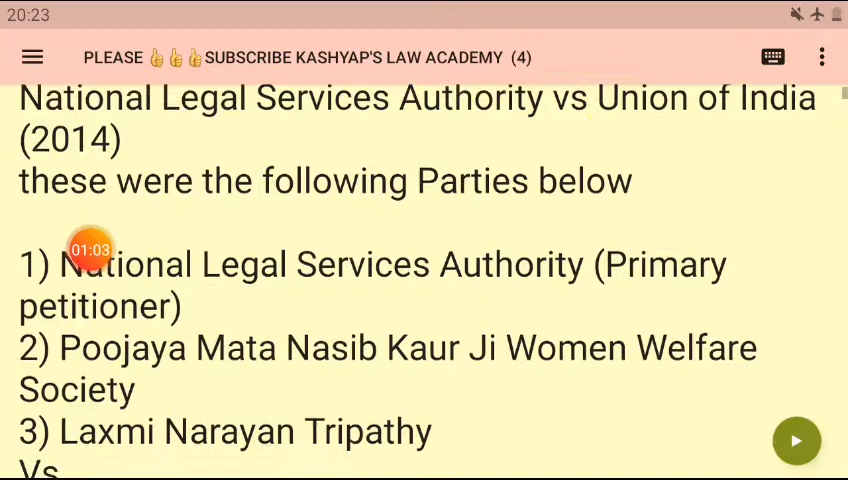 20:23
PLEASE 👍👍👍SUBSCRIBE KASHYAP'S LAW ACADEMY (4)
National Legal Services Authority vs Union of India
(2014)
these were the following Parties below
01:03
1) National Legal Services Authority (Primary
petitioner)
2) Poojaya Mata Nasib Kaur Ji Women Welfare
Society
3) Laxmi Narayan Tripathy
Vs